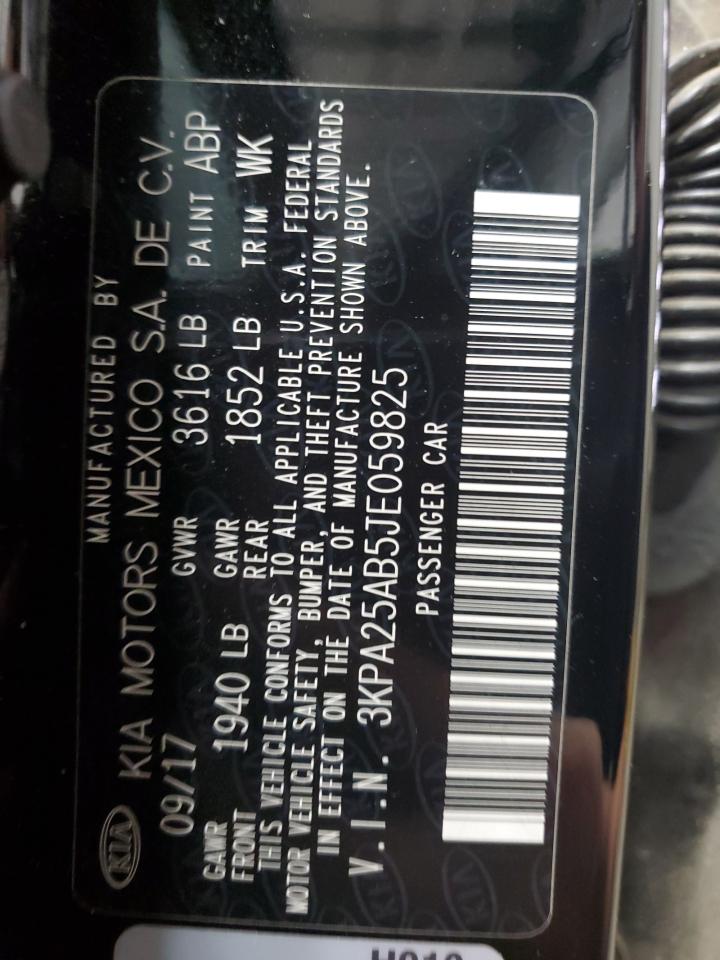 MANUFACTURED BY
KIA KIA MOTORS MEXICO S.A. DE C.V.
09/17 GVWR 3616 LB PAINT ABP
GAWR FRONT 1940 LB GAWR REAR 1852 LB TRIM WK
THIS VEHICLE CONFORMS TO ALL APPLICABLE U.S.A. FEDERAL
MOTOR VEHICLE SAFETY, BUMPER, AND THEFT PREVENTION STANDARDS
IN EFFECT ON THE DATE OF MANUFACTURE SHOWN ABOVE.
V.I.N. 3KPA25AB5JE059825
PASSENGER CAR